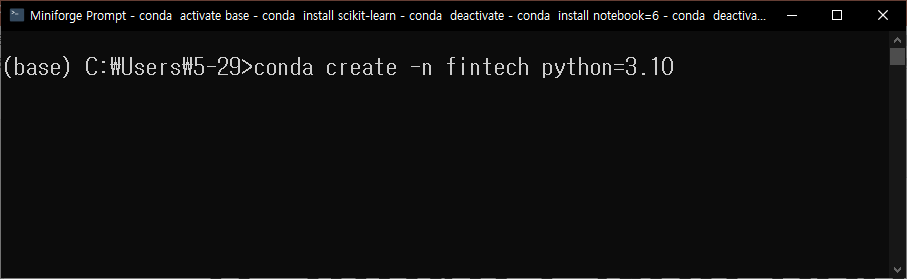 Miniforge Prompt - conda  activate base - conda  install scikit-learn - conda  deactivate - conda  install notebook=6 - conda  deactiva...
(base) C:₩Users₩5-29>conda create -n fintech python=3.10